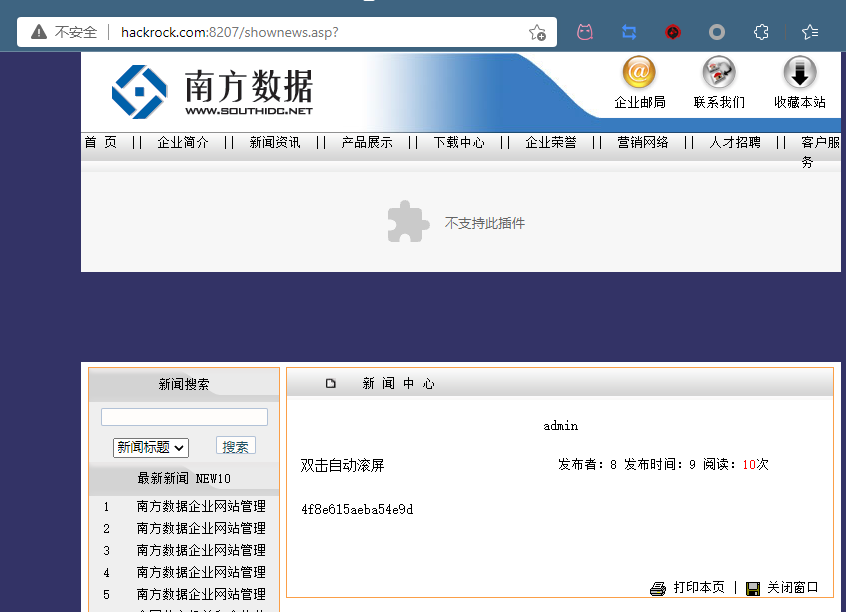 不安全 hackrock.com:8207/shownews.asp?
南方数据
WWW.SOUTHIDC.NET
企业邮局 联系我们 收藏本站
首 页 || 企业简介 || 新闻资讯 || 产品展示 || 下载中心 || 企业荣誉 || 营销网络 || 人才招聘 || 客户服
务
不支持此插件
新闻搜索
新闻标题 搜索
最新新闻 NEW10
1 南方数据企业网站管理
2 南方数据企业网站管理
3 南方数据企业网站管理
4 南方数据企业网站管理
5 南方数据企业网站管理
新 闻 中 心
admin
双击自动滚屏 发布者：8 发布时间：9 阅读：10次
4f8e615aeba54e9d
打印本页 | 关闭窗口